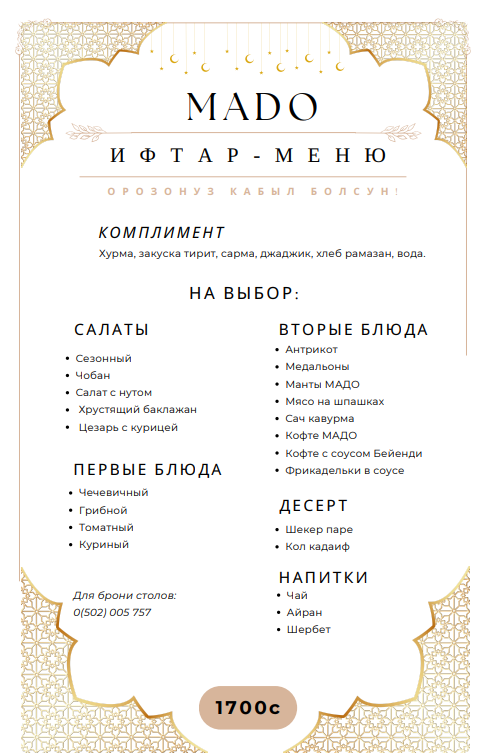 MADO
ИФТАР-МЕНЮ
ОРОЗОНУЗ КАБЫЛ БОЛСУН!
КОМПЛИМЕНТ
Хурма, закуска тирит, сарма, джаджик, хлеб рамазан, вода.
НА ВЫБОР:
САЛАТЫ
• Сезонный
• Чобан
• Салат с нутом
• Хрустящий баклажан
• Цезарь с курицей
ПЕРВЫЕ БЛЮДА
• Чечевичный
• Грибной
• Томатный
• Куриный
Для брони столов:
0(502) 005 757
ВТОРЫЕ БЛЮДА
• Антрикот
• Медальоны
• Манты МАДО
• Мясо на шпашках
• Сач кавурма
• Кофте МАДО
• Кофте с соусом Бейенди
• Фрикадельки в соусе
ДЕСЕРТ
• Шекер паре
• Кол кадаиф
НАПИТКИ
• Чай
• Айран
• Шербет
1700с